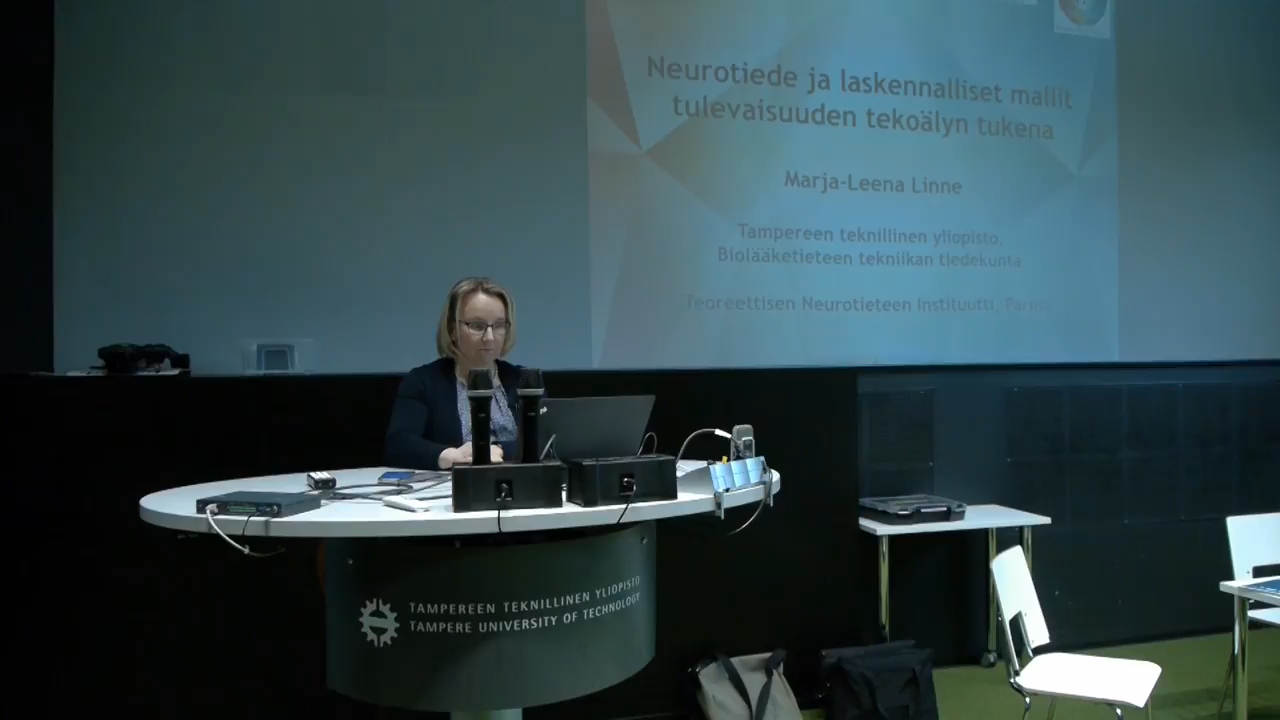 Neurotiede ja laskennalliset mallit
tulevaisuuden tekoälyn tukena
Marja-Leena Linne
Tampereen teknillinen yliopisto,
Biolääketieteen tekniikan tiedekunta
Teoreettisen Neurotieteen Instituutti,
TAMPEREEN TEKNILLINEN YLIOPISTO
TAMPERE UNIVERSITY OF TECHNOLOGY